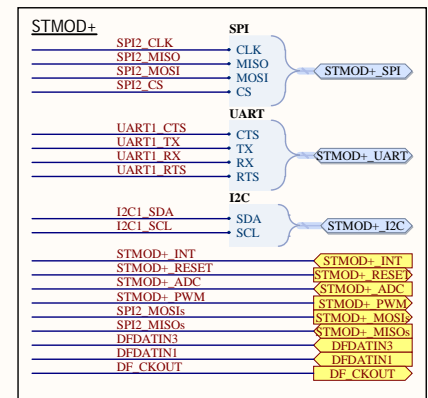 STMOD+
SPI
SPI2_CLK CLK
SPI2_MISO MISO
SPI2_MOSI MOSI STMOD+_SPI
SPI2_CS CS
UART
UART1_CTS CTS
UART1_TX TX
UART1_RX RX STMOD+_UART
UART1_RTS RTS
I2C
I2C1_SDA SDA
I2C1_SCL SCL STMOD+_I2C
STMOD+_INT STMOD+_INT
STMOD+_RESET STMOD+_RESET
STMOD+_ADC STMOD+_ADC
STMOD+_PWM STMOD+_PWM
SPI2_MOSIs STMOD+_MOSIs
SPI2_MISOs STMOD+_MISOs
DFDATIN3 DFDATIN3
DFDATIN1 DFDATIN1
DF_CKOUT DF_CKOUT